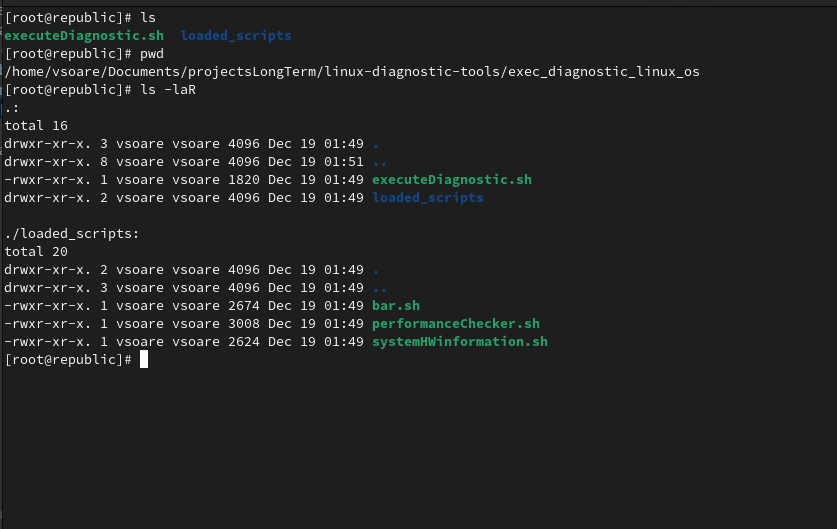 [root@republic]# ls
executeDiagnostic.sh  loaded_scripts
[root@republic]# pwd
/home/vsoare/Documents/projectsLongTerm/linux-diagnostic-tools/exec_diagnostic_linux_os
[root@republic]# ls -laR
.:
total 16
drwxr-xr-x. 3 vsoare vsoare 4096 Dec 19 01:49 .
drwxr-xr-x. 8 vsoare vsoare 4096 Dec 19 01:51 ..
-rwxr-xr-x. 1 vsoare vsoare 1820 Dec 19 01:49 executeDiagnostic.sh
drwxr-xr-x. 2 vsoare vsoare 4096 Dec 19 01:49 loaded_scripts
./loaded_scripts:
total 20
drwxr-xr-x. 2 vsoare vsoare 4096 Dec 19 01:49 .
drwxr-xr-x. 3 vsoare vsoare 4096 Dec 19 01:49 ..
-rwxr-xr-x. 1 vsoare vsoare 2674 Dec 19 01:49 bar.sh
-rwxr-xr-x. 1 vsoare vsoare 3008 Dec 19 01:49 performanceChecker.sh
-rwxr-xr-x. 1 vsoare vsoare 2624 Dec 19 01:49 systemHWinformation.sh
[root@republic]#